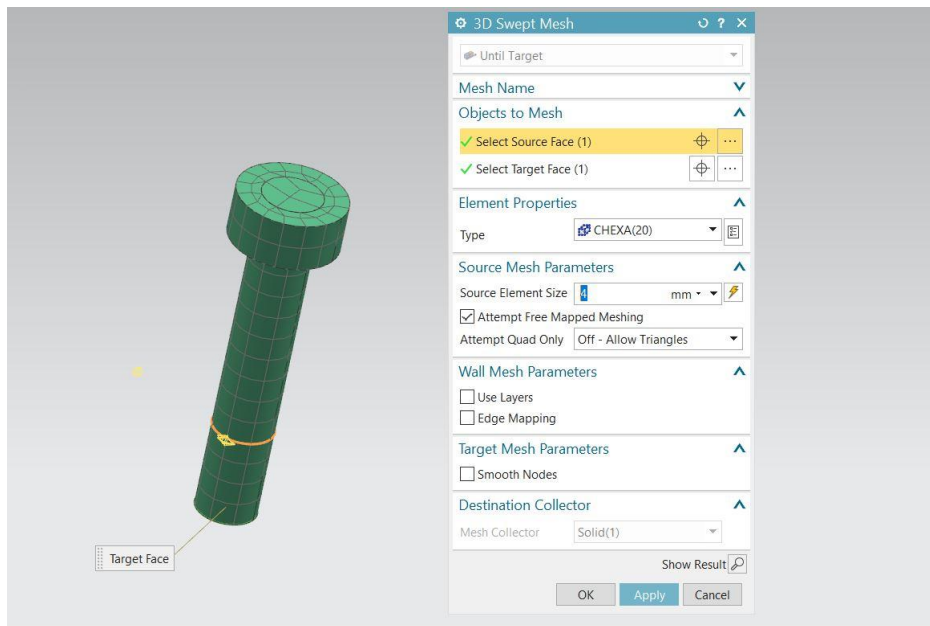 3D Swept Mesh
Until Target
Mesh Name
Objects to Mesh
Select Source Face (1)
Select Target Face (1)
Element Properties
Type CHEXA(20)
Source Mesh Parameters
Source Element Size 4 mm
Attempt Free Mapped Meshing
Attempt Quad Only Off - Allow Triangles
Wall Mesh Parameters
Use Layers
Edge Mapping
Target Mesh Parameters
Smooth Nodes
Destination Collector
Mesh Collector Solid(1)
Show Result
OK Apply Cancel
Target Face